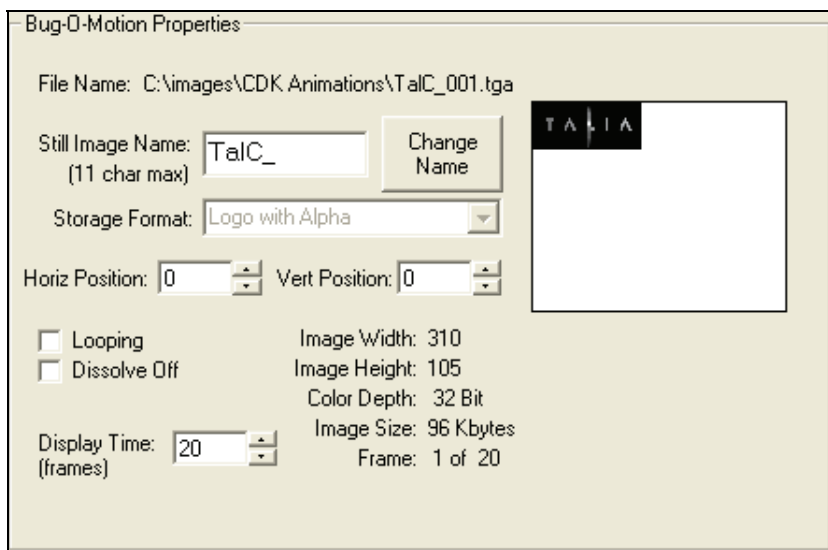 Bug-O-Motion Properties
File Name: C:\images\CDK Animations\TalC_001.tga
TALIA
Still Image Name:
(11 char max)
TalC_
Change
Name
Storage Format: Logo with Alpha
Horiz Position: 0
Vert Position: 0
Looping
Dissolve Off
Image Width: 310
Image Height: 105
Color Depth: 32 Bit
Image Size: 96 Kbytes
Frame: 1 of 20
Display Time:
(frames)
20